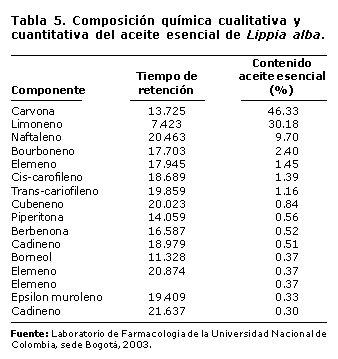 Tabla 5. Composición química cualitativa y
cuantitativa del aceite esencial de Lippia alba.
Componente Tiempo de retención Contenido aceite esencial (%)
Carvona 13.725 46.33
Limoneno 7.423 30.18
Naftaleno 20.463 9.70
Bourboneno 17.703 2.40
Elemeno 17.945 1.45
Cis-carofileno 18.689 1.39
Trans-cariofileno 19.859 1.16
Cubeneno 20.023 0.84
Piperitona 14.059 0.56
Berbenona 16.587 0.52
Cadineno 18.979 0.51
Borneol 11.328 0.37
Elemeno 20.874 0.37
Elemeno 0.37
Epsilon muroleno 19.409 0.33
Cadineno 21.637 0.30
Fuente: Laboratorio de Farmacologia de la Universidad Nacional de
Colombia, sede Bogotá, 2003.